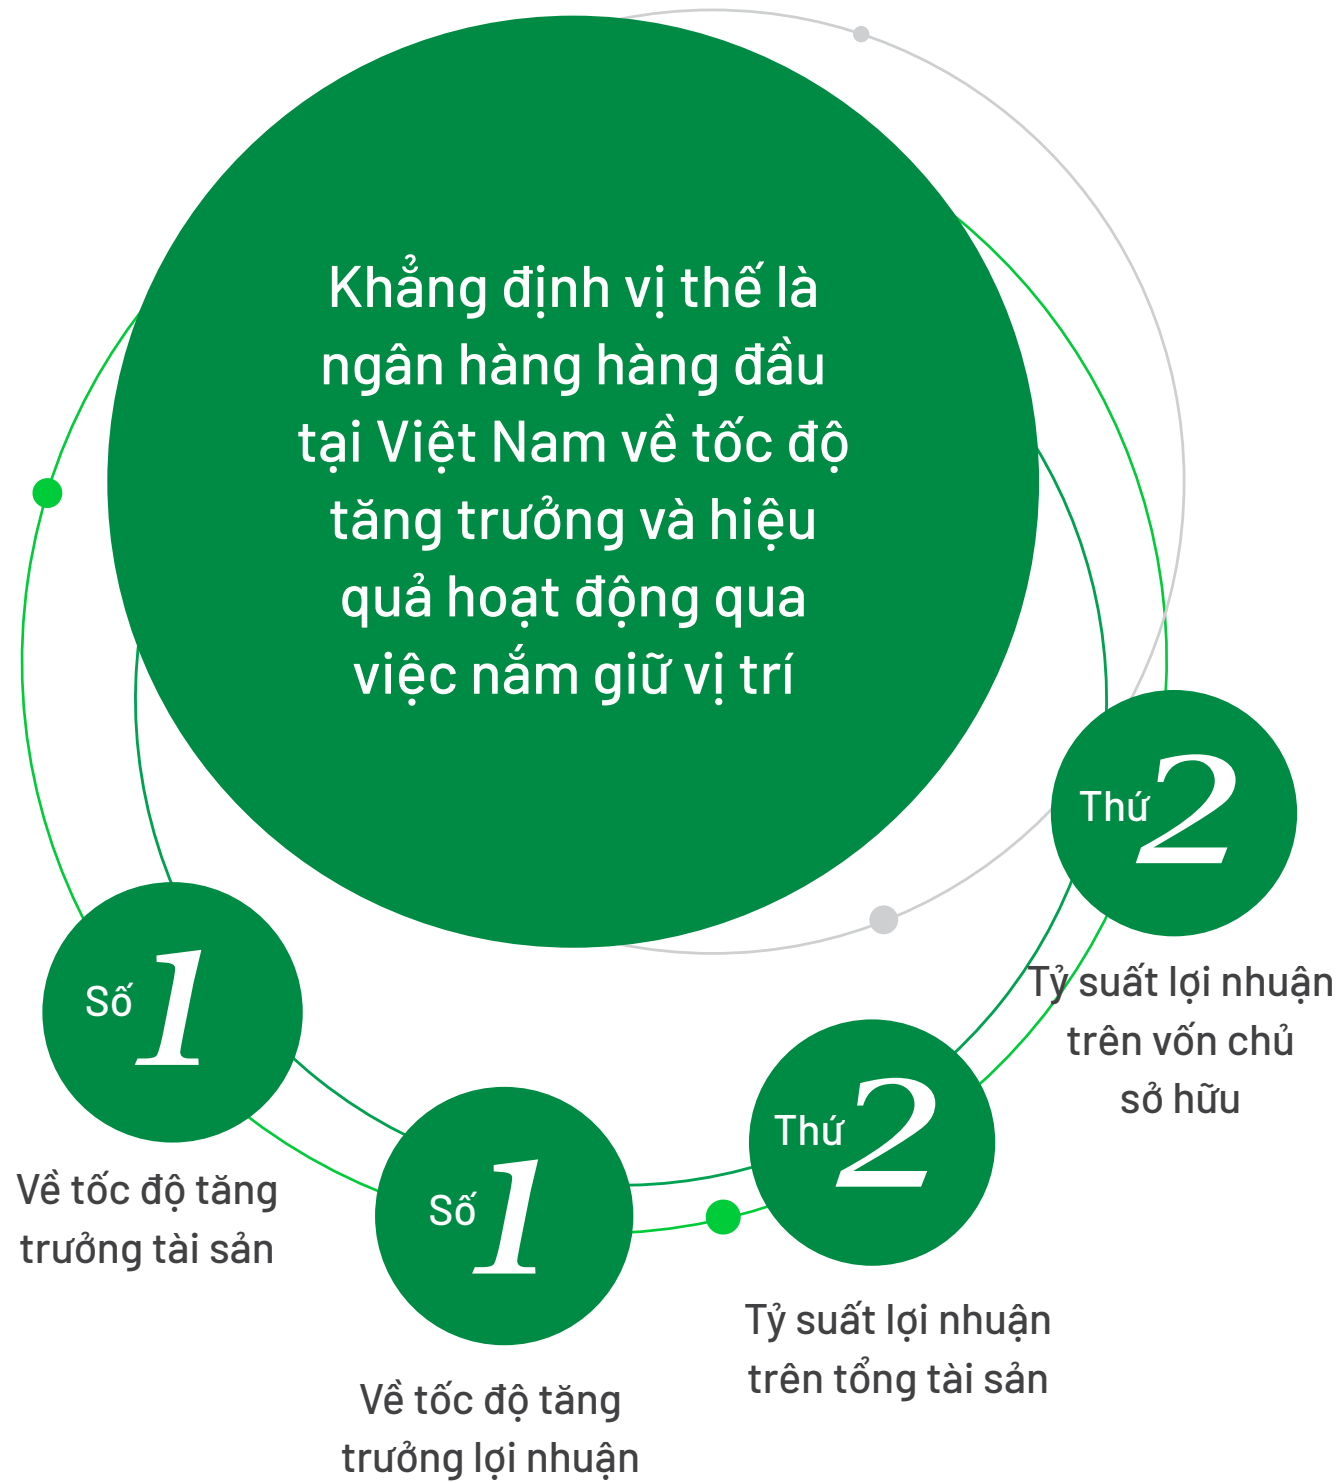 Khẳng định vị thế là
ngân hàng hàng đầu
tại Việt Nam về tốc độ
tăng trưởng và hiệu
quả hoạt động qua
việc nắm giữ vị trí
Số 1
Về tốc độ tăng
trưởng tài sản
Số 1
Về tốc độ tăng
trưởng lợi nhuận
Thứ 2
Tỷ suất lợi nhuận
trên tổng tài sản
Thứ 2
Tỷ suất lợi nhuận
trên vốn chủ
sở hữu